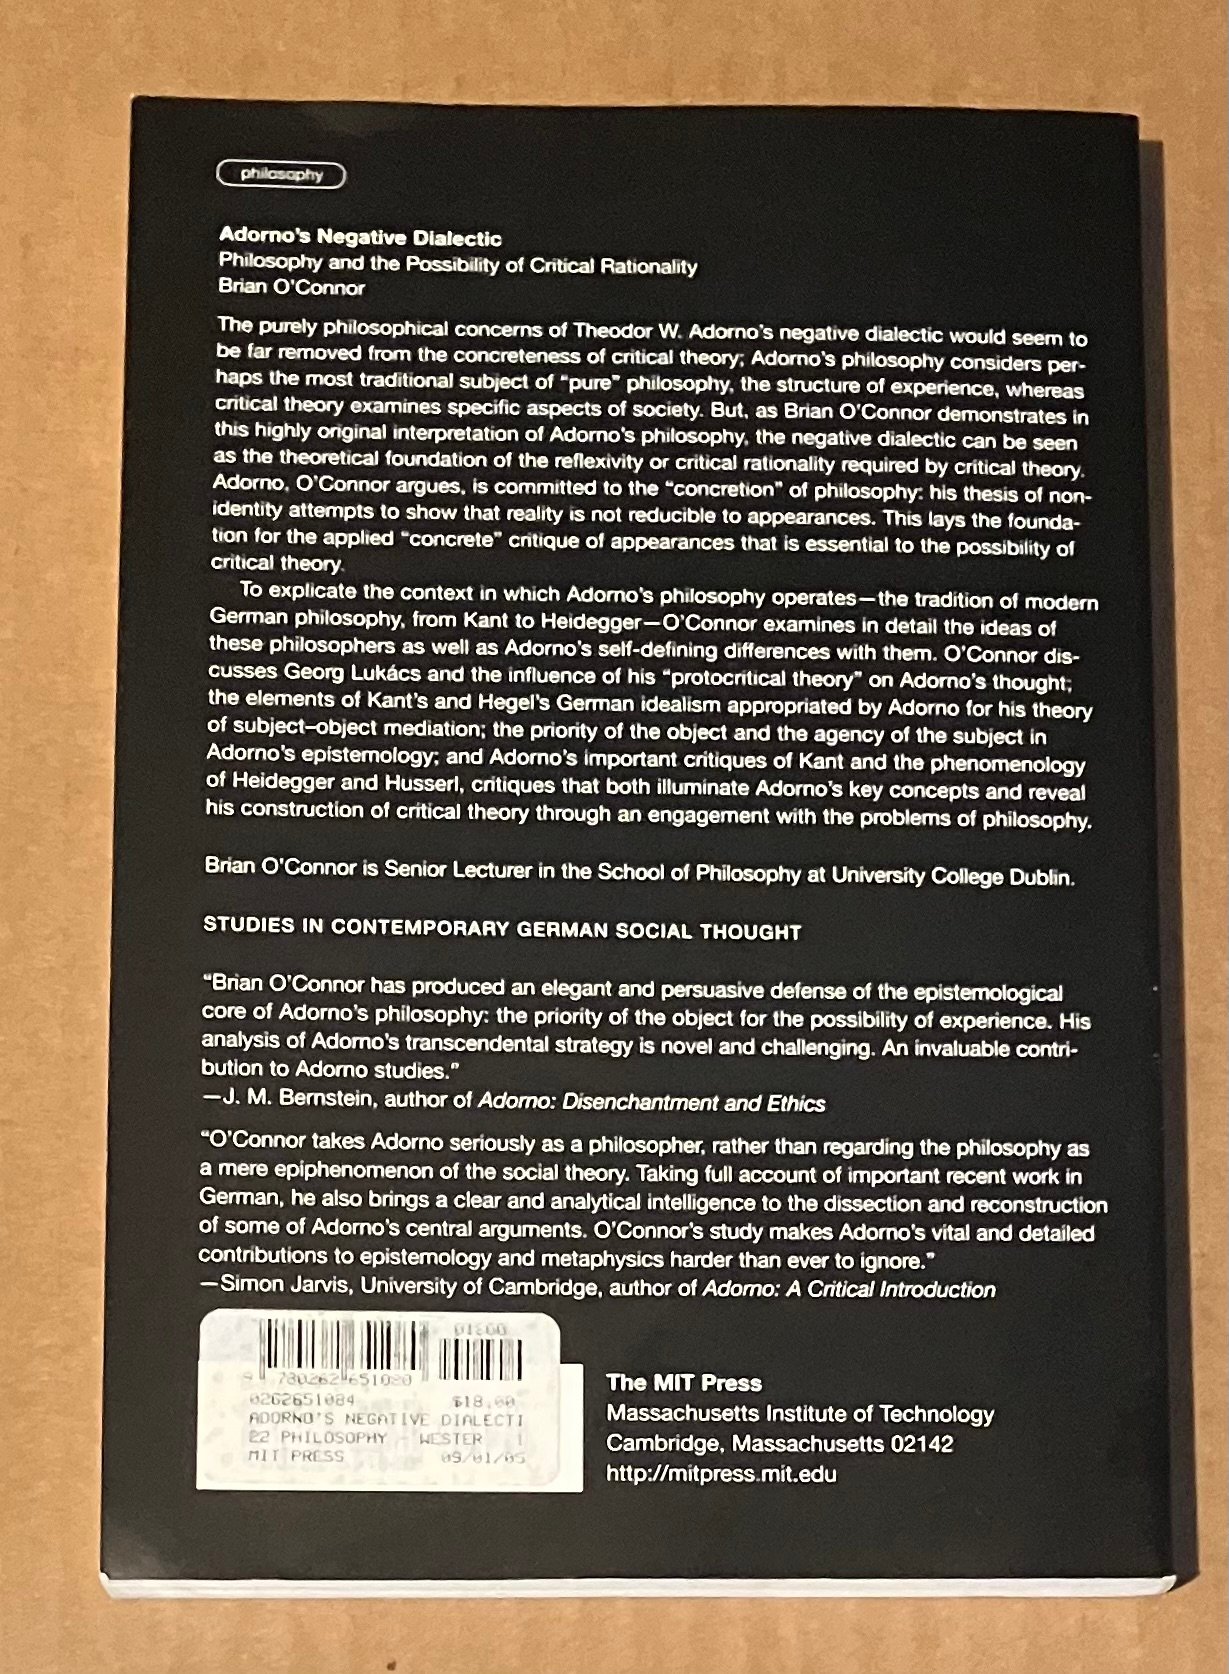 philosophy
Adorno's Negative Dialectic
Philosophy and the Possibility of Critical Rationality
Brian O'Connor
The purely philosophical concerns of Theodor W. Adorno's negative dialectic would seem to
be far removed from the concreteness of critical theory; Adorno's philosophy considers per-
haps the most traditional subject of "pure" philosophy, the structure of experience, whereas
critical theory examines specific aspects of society. But, as Brian O'Connor demonstrates in
this highly original interpretation of Adorno's philosophy, the negative dialectic can be seen
as the theoretical foundation of the reflexivity or critical rationality required by critical theory.
Adorno, O'Connor argues, is committed to the "concretion" of philosophy: his thesis of non-
identity attempts to show that reality is not reducible to appearances. This lays the founda-
tion for the applied "concrete" critique of appearances that is essential to the possibility of
critical theory.
To explicate the context in which Adorno's philosophy operates—the tradition of modern
German philosophy, from Kant to Heidegger—O'Connor examines in detail the ideas of
these philosophers as well as Adorno's self-defining differences with them. O'Connor dis-
cusses Georg Lukács and the influence of his "protocritical theory" on Adorno's thought;
the elements of Kant's and Hegel's German idealism appropriated by Adorno for his theory
of subject–object mediation; the priority of the object and the agency of the subject in
Adorno's epistemology; and Adorno's important critiques of Kant and the phenomenology
of Heidegger and Husserl, critiques that both illuminate Adorno's key concepts and reveal
his construction of critical theory through an engagement with the problems of philosophy.
Brian O'Connor is Senior Lecturer in the School of Philosophy at University College Dublin.
STUDIES IN CONTEMPORARY GERMAN SOCIAL THOUGHT
"Brian O'Connor has produced an elegant and persuasive defense of the epistemological
core of Adorno's philosophy: the priority of the object for the possibility of experience. His
analysis of Adorno's transcendental strategy is novel and challenging. An invaluable contri-
bution to Adorno studies."
—J. M. Bernstein, author of Adorno: Disenchantment and Ethics
"O'Connor takes Adorno seriously as a philosopher, rather than regarding the philosophy as
a mere epiphenomenon of the social theory. Taking full account of important recent work in
German, he also brings a clear and analytical intelligence to the dissection and reconstruction
of some of Adorno's central arguments. O'Connor's study makes Adorno's vital and detailed
contributions to epistemology and metaphysics harder than ever to ignore."
—Simon Jarvis, University of Cambridge, author of Adorno: A Critical Introduction
0262651084 $18.00
ADORNO'S NEGATIVE DIALECTI
22 PHILOSOPHY - WESTER 1
MIT PRESS 09/01/05
The MIT Press
Massachusetts Institute of Technology
Cambridge, Massachusetts 02142
http://mitpress.mit.edu